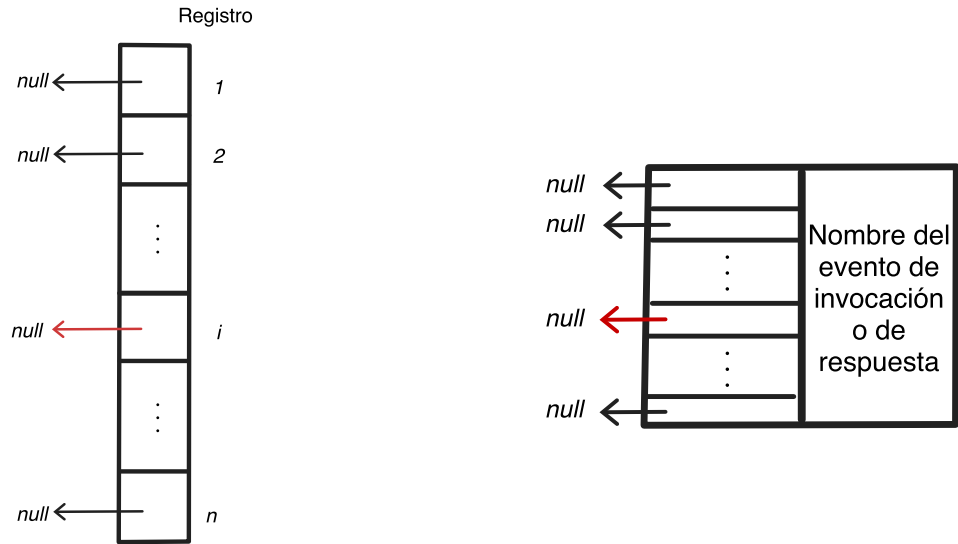 Registro
null
1
null
2
null
i
null
n
null
null
null
null
Nombre del
evento de
invocación
o de
respuesta